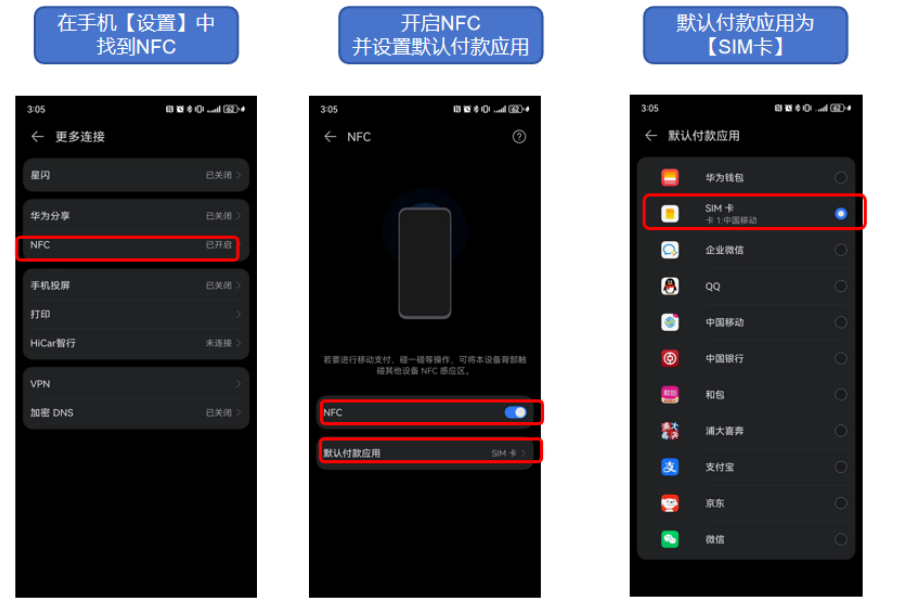 在手机【设置】中
找到NFC
开启NFC
并设置默认付款应用
默认付款应用为
【SIM卡】
3:05
62
更多连接
星闪 已关闭
华为分享 已关闭
NFC 已开启
手机投屏 已关闭
打印
HiCar智行 未连接
VPN
加密 DNS 已关闭
3:05
62
NFC
若要进行移动支付，碰一碰等操作，可将本设备背部触
碰其他设备 NFC 感应区。
NFC
默认付款应用 SIM 卡
3:05
62
默认付款应用
华为钱包
SIM 卡
卡 1:中国移动
企业微信
QQ
中国移动
中国银行
和包
浦大喜奔
支付宝
京东
微信